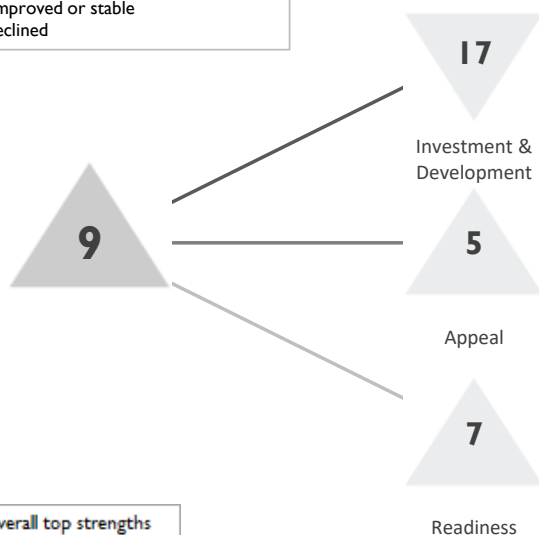 mproved or stable
eclined
17
Investment &
Development
9
5
Appeal
7
verall top strengths
Readiness